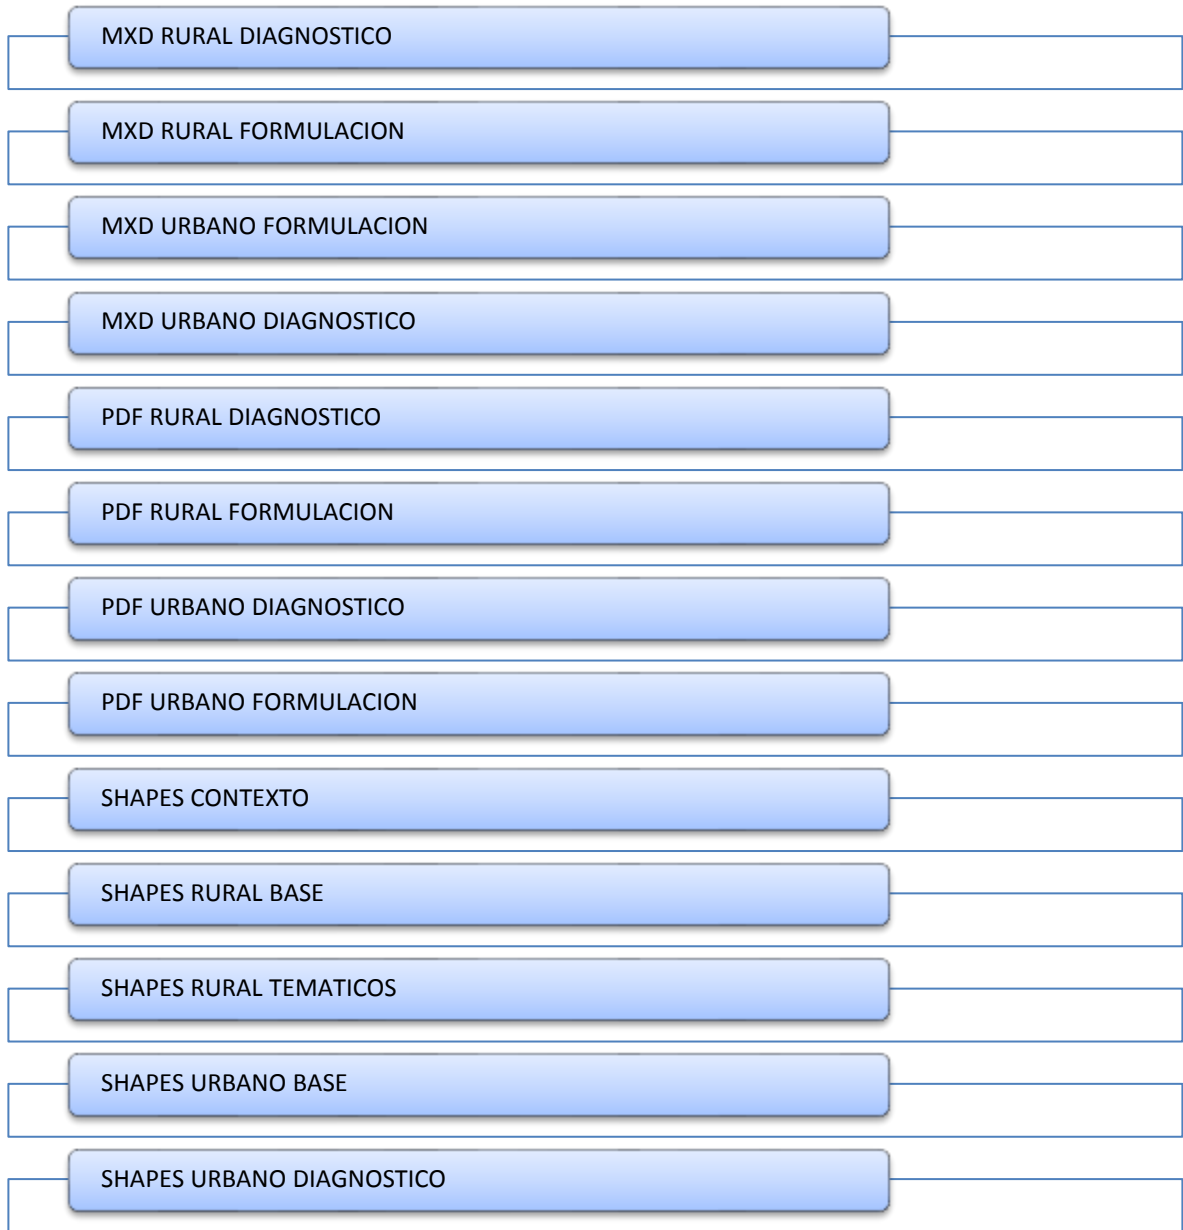 MXD RURAL DIAGNOSTICO
MXD RURAL FORMULACION
MXD URBANO FORMULACION
MXD URBANO DIAGNOSTICO
PDF RURAL DIAGNOSTICO
PDF RURAL FORMULACION
PDF URBANO DIAGNOSTICO
PDF URBANO FORMULACION
SHAPES CONTEXTO
SHAPES RURAL BASE
SHAPES RURAL TEMATICOS
SHAPES URBANO BASE
SHAPES URBANO DIAGNOSTICO